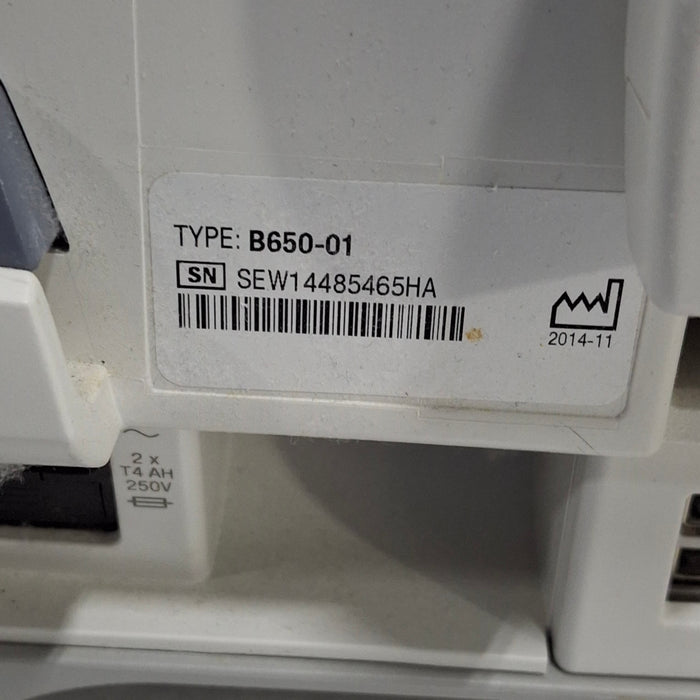 TYPE: B650-01
SN SEW14485465HA
2014-11
2 x
T4 AH
250V